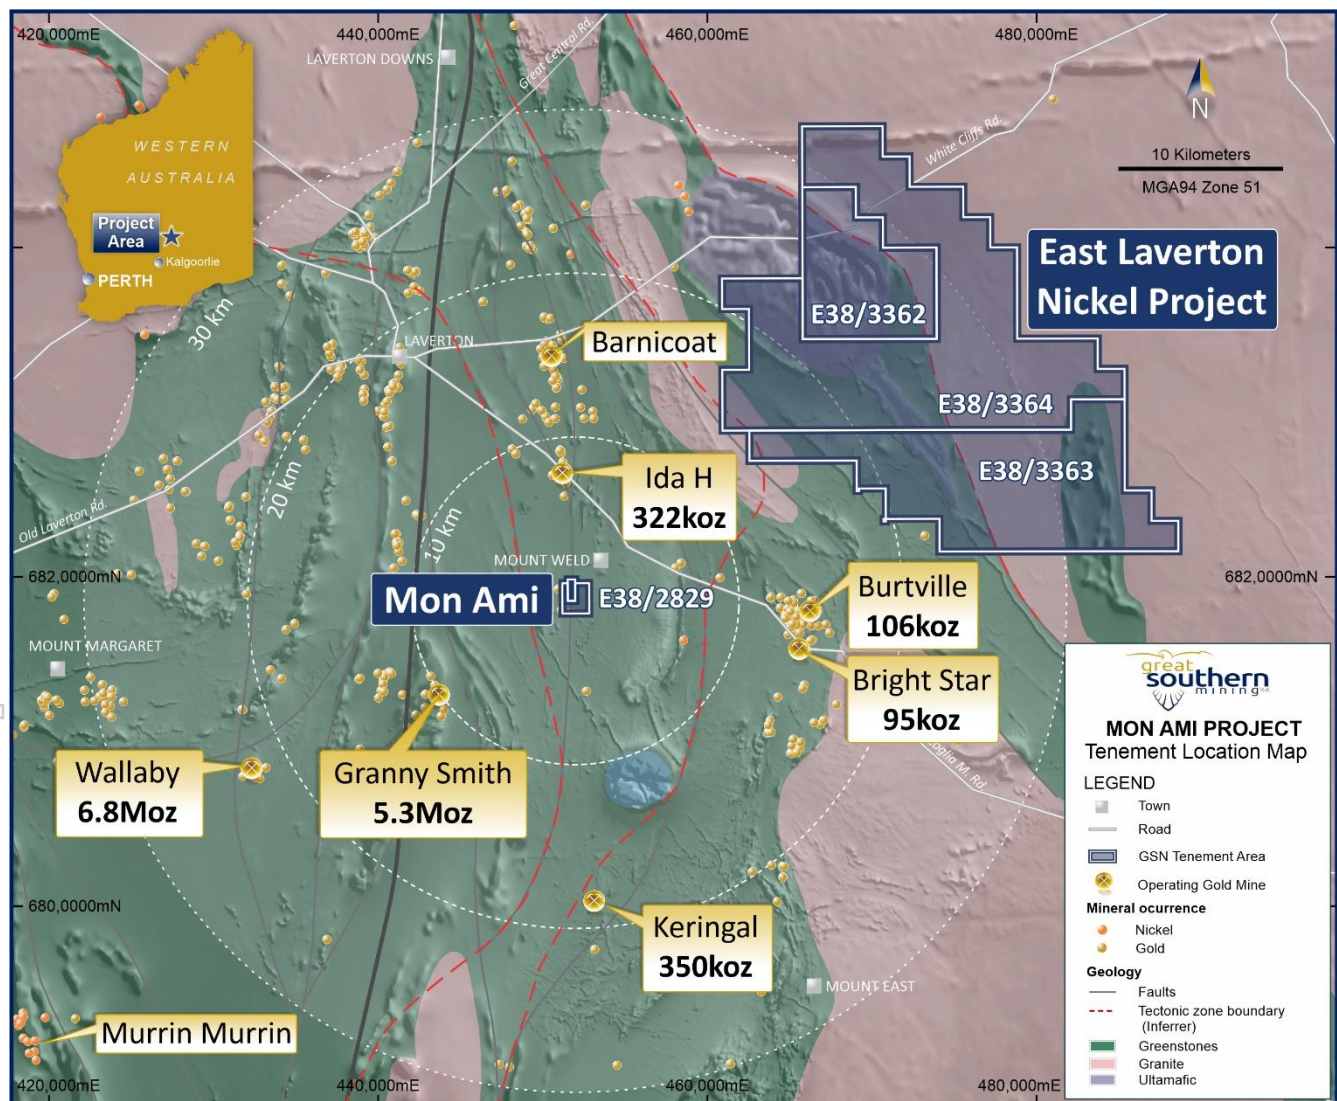 420,000mE
440,000mE
460,000mE
480,000mE
LAVERTON DOWNS
Great Central Rd.
White Cliffs Rd.
N
10 Kilometers
MGA94 Zone 51
WESTERN
AUSTRALIA
Project
Area
Kalgoorlie
PERTH
East Laverton
Nickel Project
E38/3362
E38/3364
E38/3363
30 km
20 km
10 km
LAVERTON
Barnicoat
Ida H
322koz
Old Laverton Rd.
MOUNT WELD
682,0000mN
682,0000mN
Mon Ami
E38/2829
Burtville
106koz
MOUNT MARGARET
Bright Star
95koz
Wallaby
6.8Moz
Granny Smith
5.3Moz
M. Rd.
680,0000mN
Keringal
350koz
MOUNT EAST
Murrin Murrin
420,000mE
440,000mE
460,000mE
480,000mE
great
southern
mining
MON AMI PROJECT
Tenement Location Map
LEGEND
Town
Road
GSN Tenement Area
Operating Gold Mine
Mineral ocurrence
Nickel
Gold
Geology
Faults
Tectonic zone boundary
(Inferrer)
Greenstones
Granite
Ultamafic